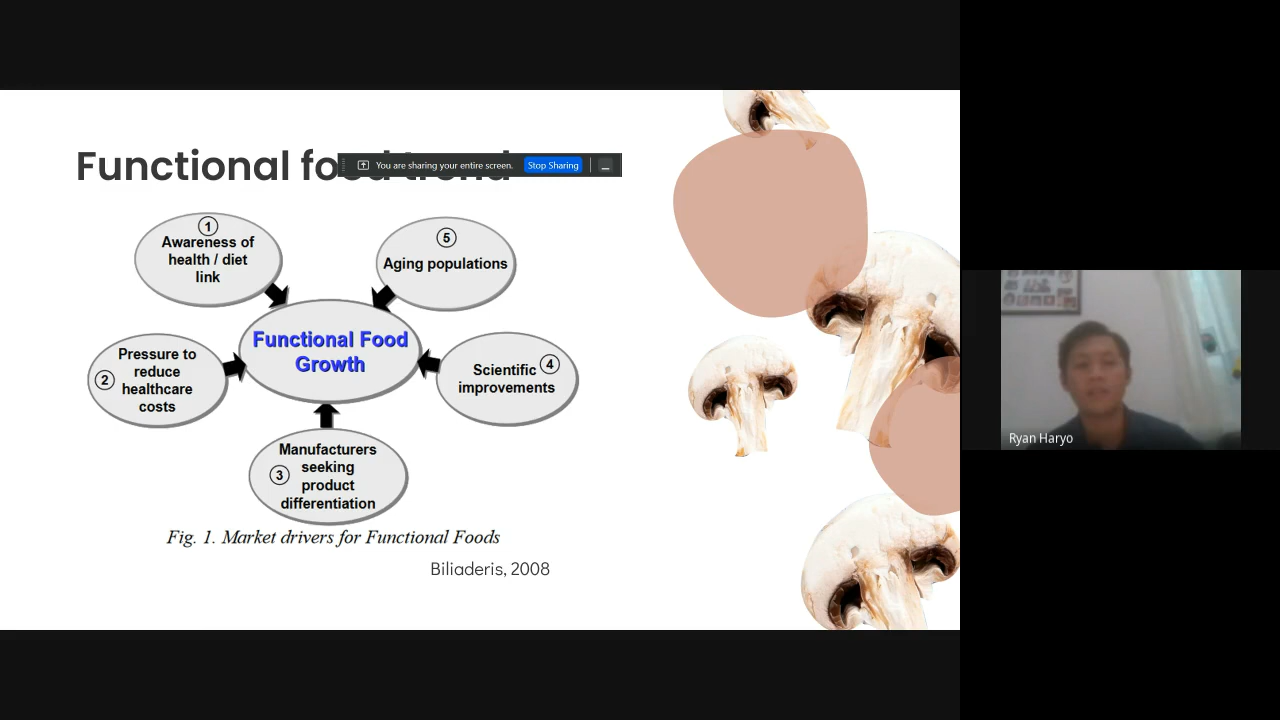 Functional food trend
You are sharing your entire screen.
Stop Sharing
1
Awareness of
health / diet
link
5
Aging populations
Functional Food
Growth
2
Pressure to
reduce
healthcare
costs
Scientific 4
improvements
Manufacturers
seeking
3
product
differentiation
Fig. 1. Market drivers for Functional Foods
Biliaderis, 2008
Ryan Haryo